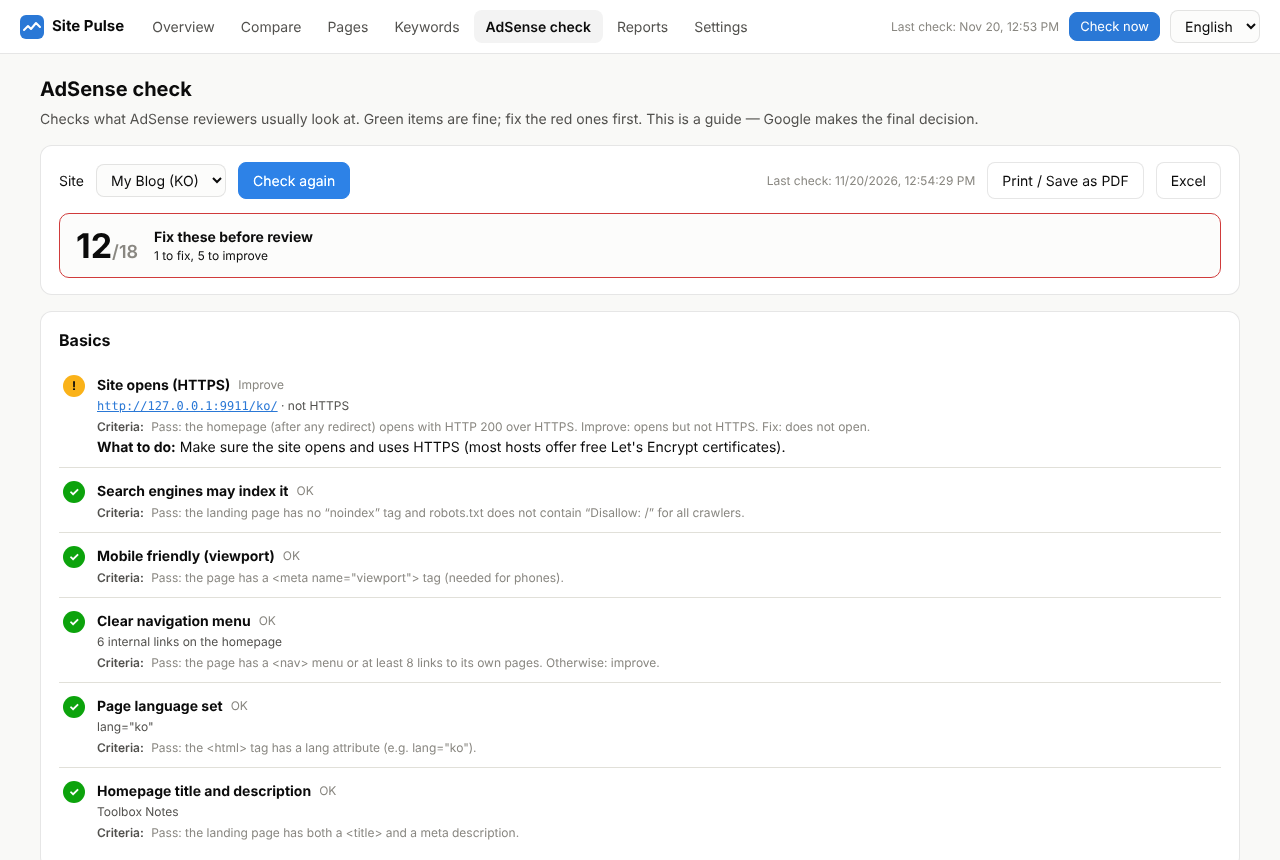 Site Pulse Overview Compare Pages Keywords AdSense check Reports Settings Last check: Nov 20, 12:53 PM Check now English
AdSense check
Checks what AdSense reviewers usually look at. Green items are fine; fix the red ones first. This is a guide — Google makes the final decision.
Site My Blog (KO) Check again Last check: 11/20/2026, 12:54:29 PM Print / Save as PDF Excel
12/18
Fix these before review
1 to fix, 5 to improve
Basics
! Site opens (HTTPS) Improve
http://127.0.0.1:9911/ko/ · not HTTPS
Criteria: Pass: the homepage (after any redirect) opens with HTTP 200 over HTTPS. Improve: opens but not HTTPS. Fix: does not open.
What to do: Make sure the site opens and uses HTTPS (most hosts offer free Let's Encrypt certificates).
Search engines may index it OK
Criteria: Pass: the landing page has no “noindex” tag and robots.txt does not contain “Disallow: /” for all crawlers.
Mobile friendly (viewport) OK
Criteria: Pass: the page has a <meta name="viewport"> tag (needed for phones).
Clear navigation menu OK
6 internal links on the homepage
Criteria: Pass: the page has a <nav> menu or at least 8 links to its own pages. Otherwise: improve.
Page language set OK
lang="ko"
Criteria: Pass: the <html> tag has a lang attribute (e.g. lang="ko").
Homepage title and description OK
Toolbox Notes
Criteria: Pass: the landing page has both a <title> and a meta description.